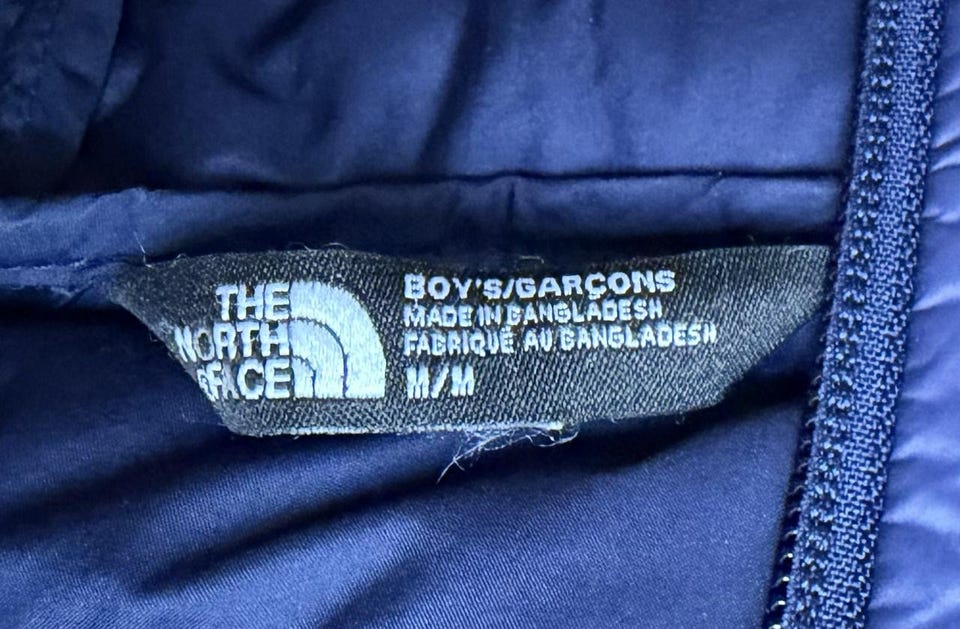 THE
NORTH
FACE
BOY'S/GARÇONS
MADE IN BANGLADESH
FABRIQUÉ AU BANGLADESH
M/M